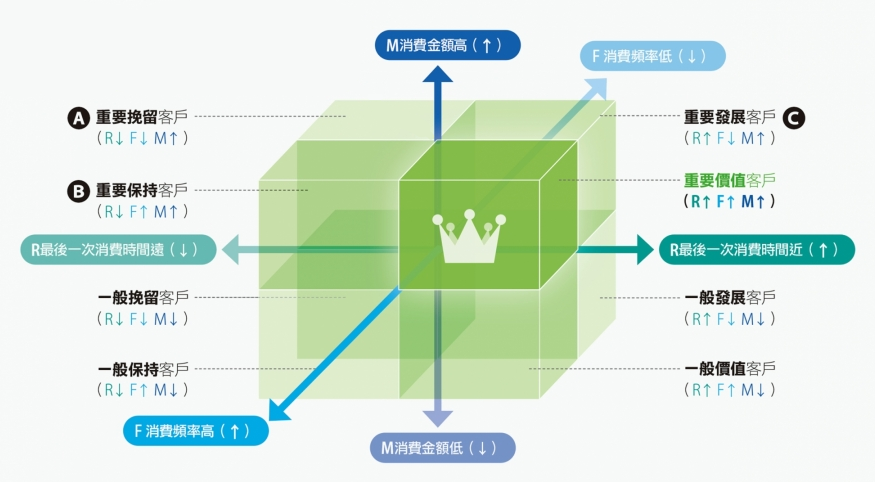 M消費金額高（↑）
F 消費頻率低（↓）
A 重要挽留客戶
（R↓ F↓ M↑）
重要發展客戶 C
（R↑ F↓ M↑）
B 重要保持客戶
（R↓ F↑ M↑）
重要價值客戶
（R↑ F↑ M↑）
R最後一次消費時間遠（↓）
R最後一次消費時間近（↑）
一般挽留客戶
（R↓ F↓ M↓）
一般發展客戶
（R↑ F↓ M↓）
一般保持客戶
（R↓ F↑ M↓）
一般價值客戶
（R↑ F↑ M↓）
F 消費頻率高（↑）
M消費金額低（↓）